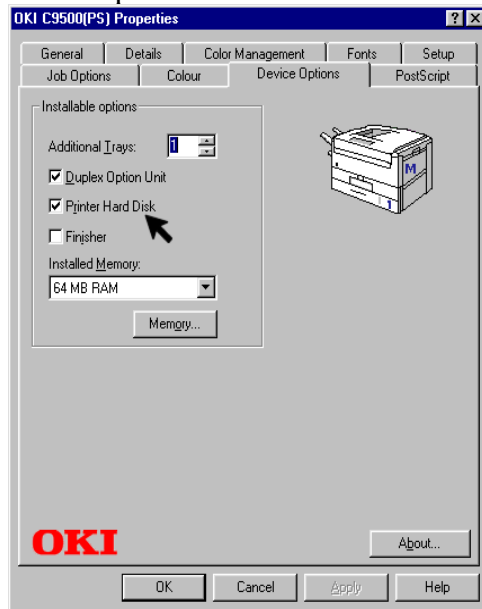 OKI C9500(PS) Properties
General Details Color Management Fonts Setup
Job Options Colour Device Options PostScript
Installable options
Additional Trays: 1
Duplex Option Unit
Printer Hard Disk
Finisher
Installed Memory:
64 MB RAM
Memory...
M
1
OKI
About...
OK Cancel Apply Help